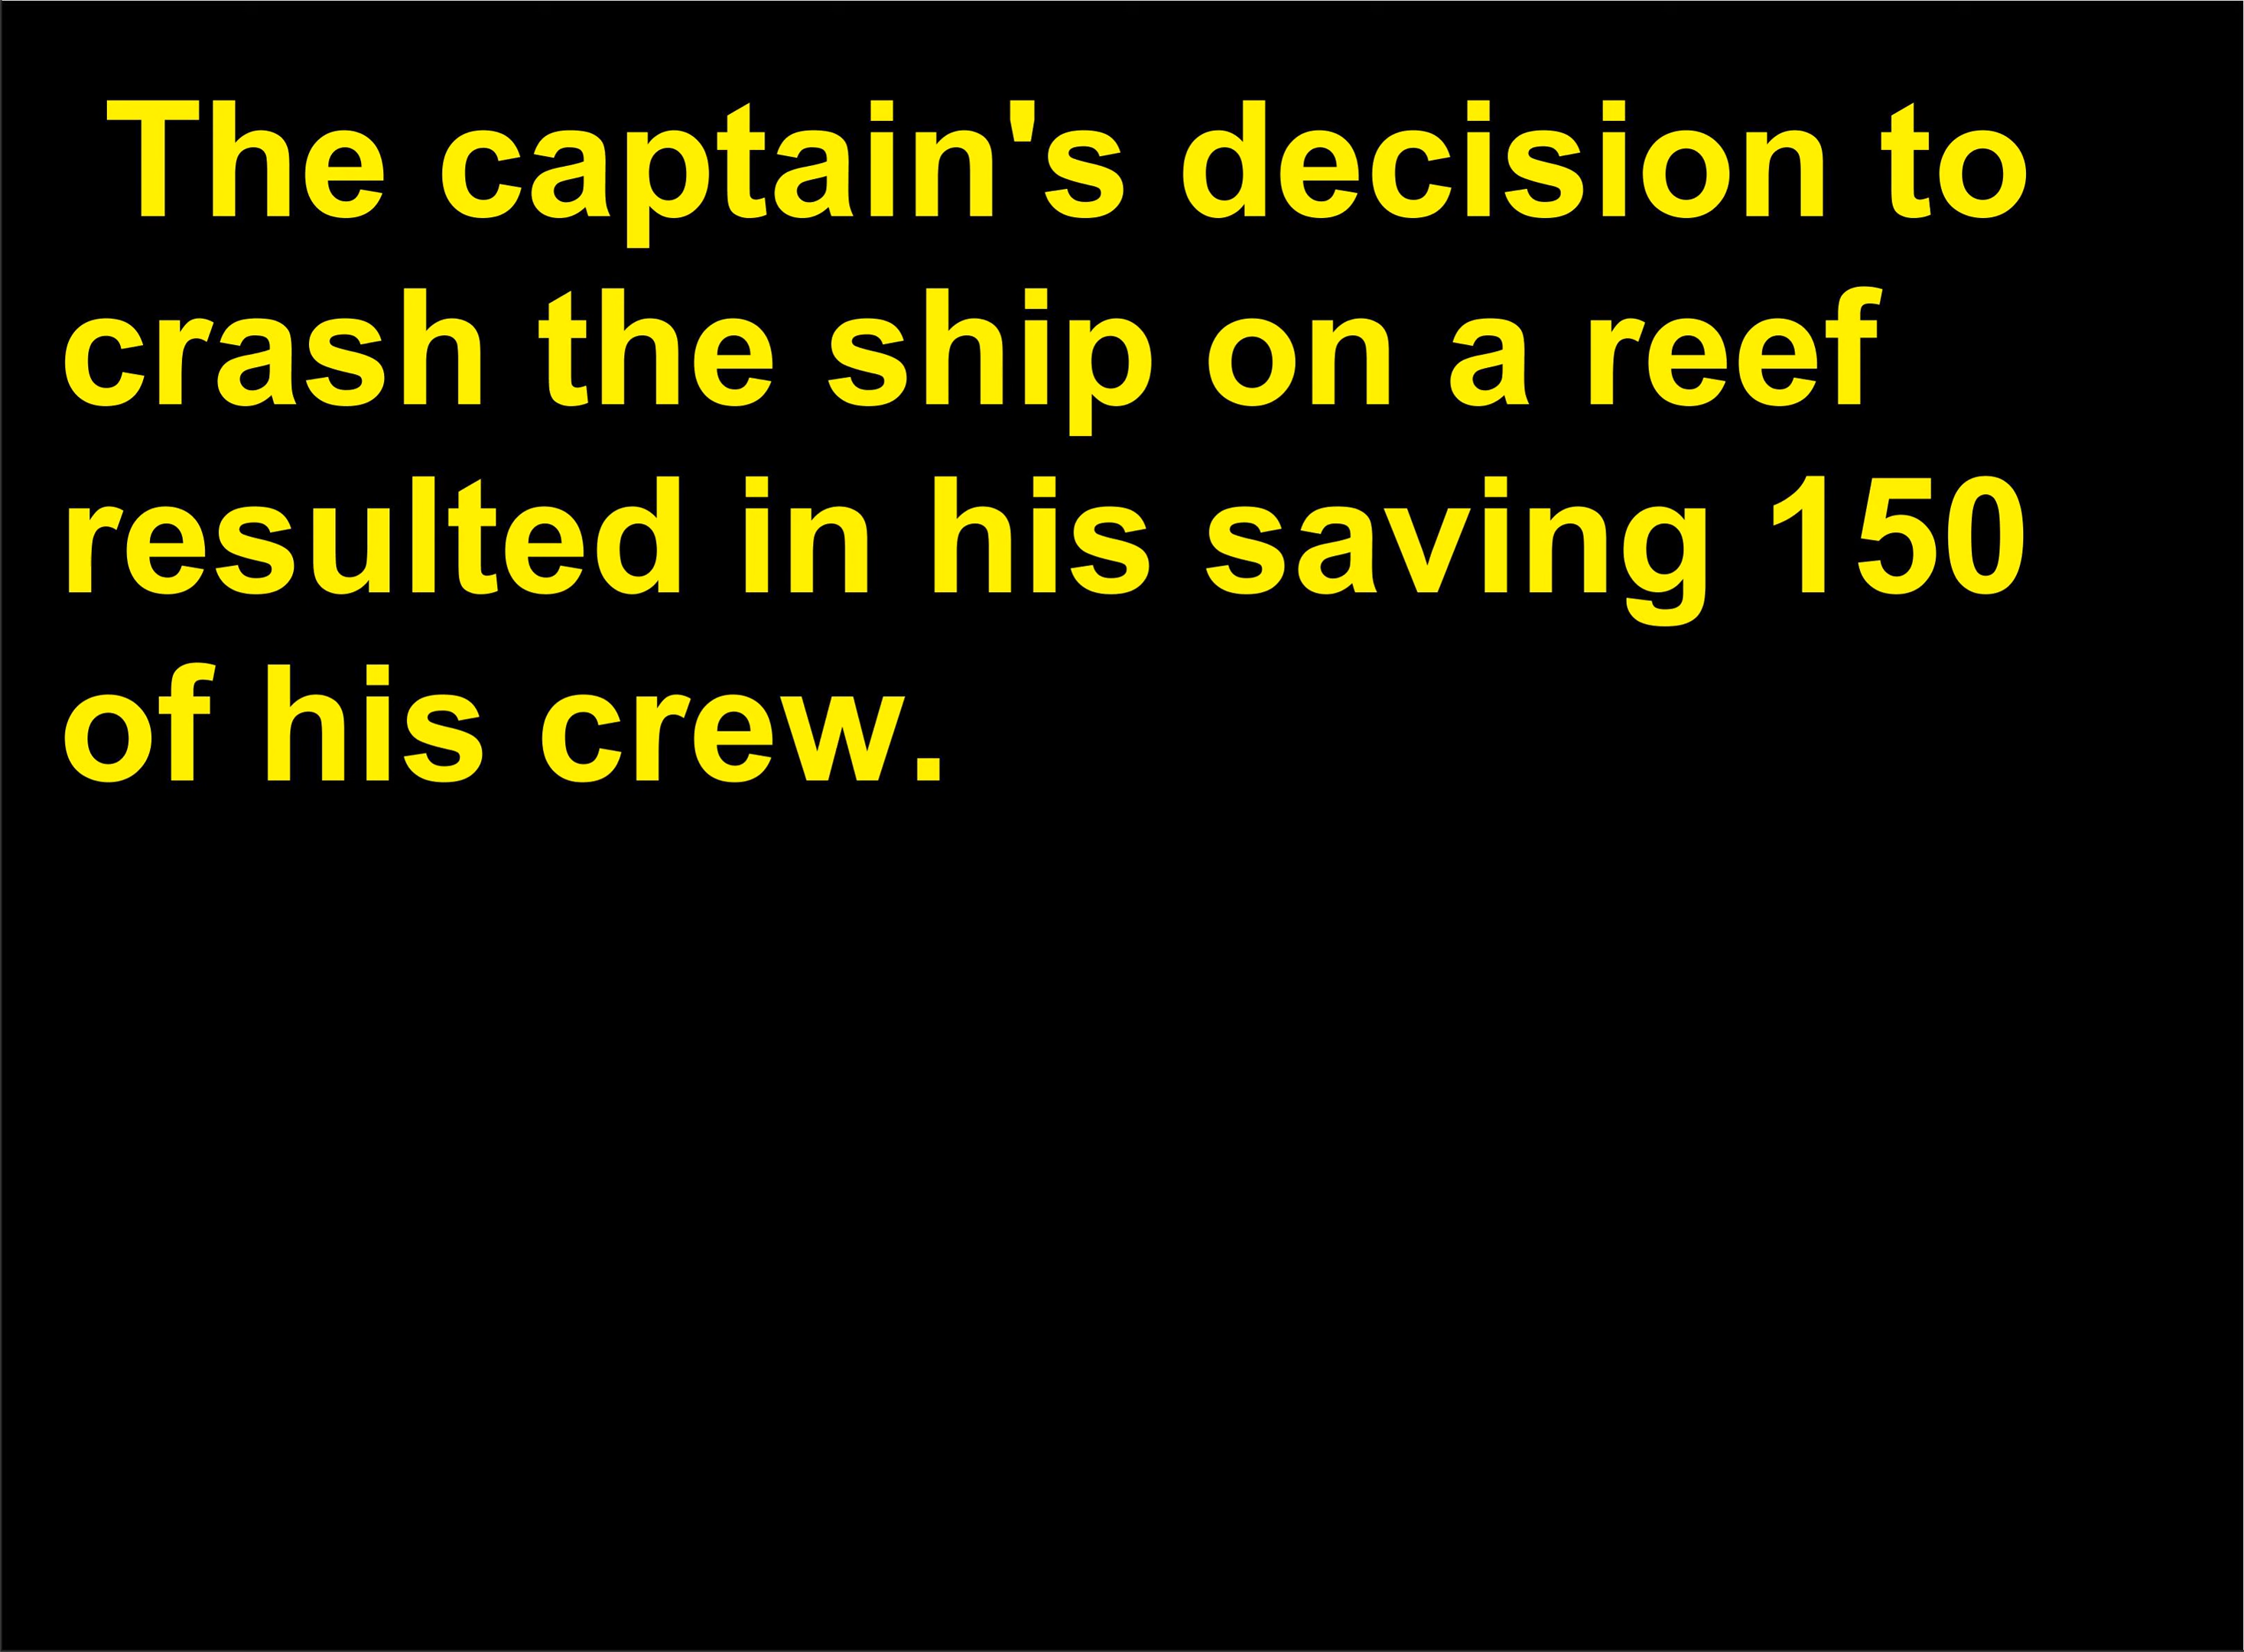 The captain's decision to
crash the ship on a reef
resulted in his saving 150
of his crew.